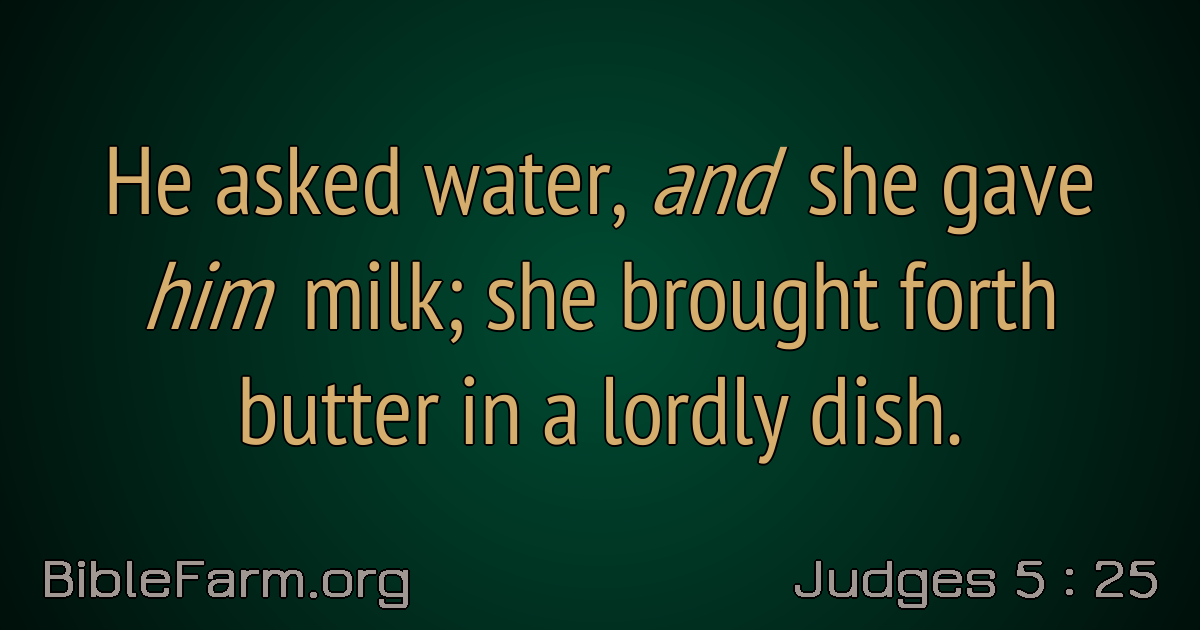 He asked water, and she gave
him milk; she brought forth
butter in a lordly dish.
BibleFarm.org
Judges 5 : 25